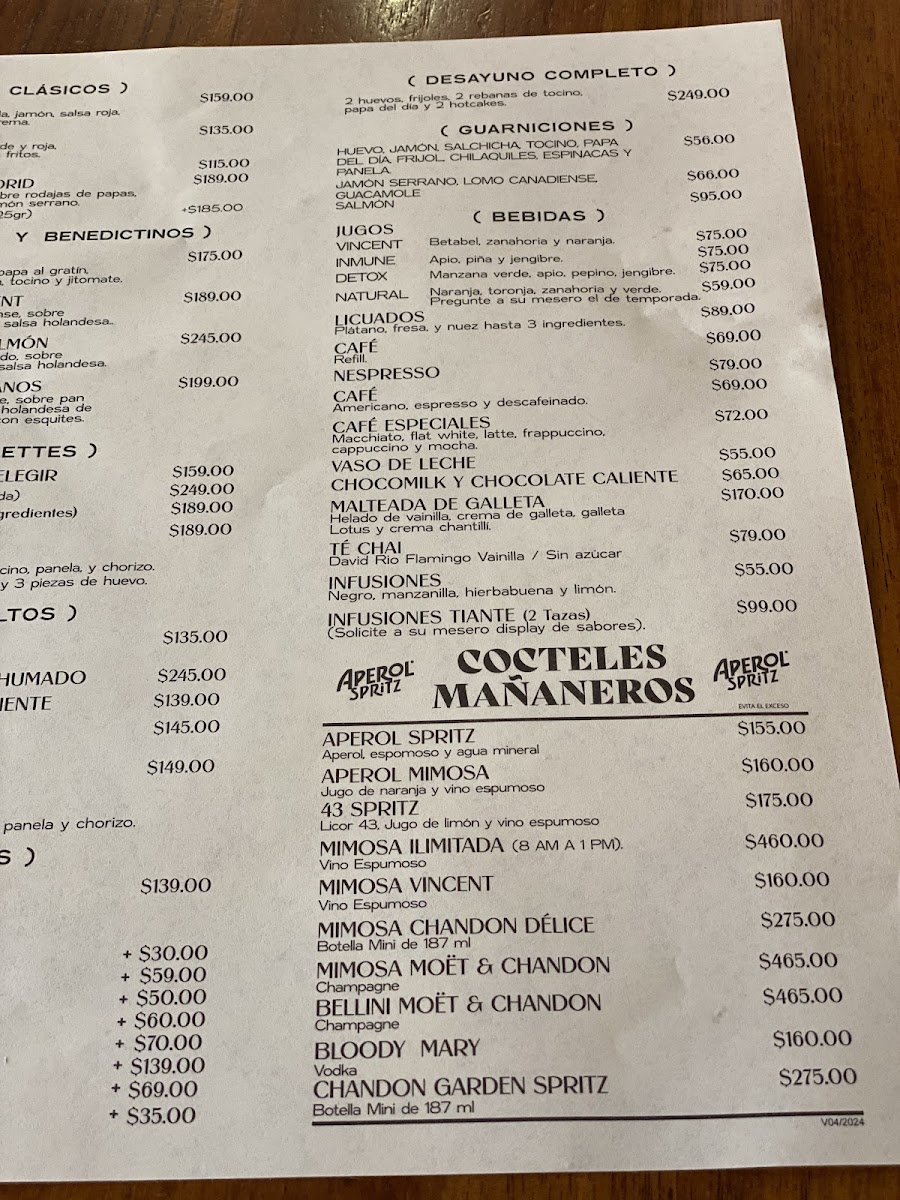 CLÁSICOS )
$159.00
jamón, salsa roja,
$135.00
de y roja,
fritos.
$115.00
$189.00
bre rodajas de papas,
món serrano.
25gr)
+$185.00
Y BENEDICTINOS )
$175.00
papa al gratín,
tocino y jitomate.
$189.00
sobre
salsa holandesa..
LMÓN
$245.00
do, sobre
salsa holandesa.
ANOS
$199.00
e, sobre pan
holandesa de
con esquites.
ETTES )
ELEGIR
$159.00
da)
$249.00
gredientes)
$189.00
$189.00
cino, panela, y chorizo.
y 3 piezas de huevo.
LTOS )
$135.00
HUMADO
$245.00
IENTE
$139.00
$145.00
$149.00
panela y chorizo.
S )
$139.00
+ $30.00
+ $59.00
+ $50.00
+ $60.00
+ $70.00
+ $139.00
+ $69.00
+ $35.00
( DESAYUNO COMPLETO )
2 huevos, frijoles, 2 rebanas de tocino,
papa del día y 2 hotcakes.
$249.00
( GUARNICIONES )
HUEVO, JAMÓN, SALCHICHA, TOCINO, PAPA
DEL DÍA, FRIJOL, CHILAQUILES, ESPINACAS Y
PANELA.
$56.00
JAMÓN SERRANO, LOMO CANADIENSE,
GUACAMOLE
$66.00
SALMÓN
$95.00
( BEBIDAS )
JUGOS
VINCENT Betabel, zanahoria y naranja. $75.00
INMUNE Apio, piña y jengibre. $75.00
DETOX Manzana verde, apio, pepino, jengibre. $75.00
NATURAL Naranja, toronja, zanahoria y verde. $59.00
Pregunte a su mesero el de temporada.
LICUADOS $89.00
Plátano, fresa, y nuez hasta 3 ingredientes.
CAFÉ $69.00
Refill.
NESPRESSO $79.00
CAFÉ $69.00
Americano, espresso y descafeinado.
CAFÉ ESPECIALES $72.00
Macchiato, flat white, latte, frappuccino,
cappuccino y mocha.
VASO DE LECHE $55.00
CHOCOMILK Y CHOCOLATE CALIENTE $65.00
MALTEADA DE GALLETA $170.00
Helado de vainilla, crema de galleta, galleta
Lotus y crema chantilli.
TÉ CHAI $79.00
David Rio Flamingo Vainilla / Sin azúcar
INFUSIONES $55.00
Negro, manzanilla, hierbabuena y limón.
INFUSIONES TIANTE (2 Tazas) $99.00
(Solicite a su mesero display de sabores).
APEROL
SPRITZ
COCTELES
MAÑANEROS
APEROL
SPRITZ
EVITA EL EXCESO
APEROL SPRITZ $155.00
Aperol, espomoso y agua mineral
APEROL MIMOSA $160.00
Jugo de naranja y vino espumoso
43 SPRITZ $175.00
Licor 43, Jugo de limón y vino espumoso
MIMOSA ILIMITADA (8 AM A 1 PM). $460.00
Vino Espumoso
MIMOSA VINCENT $160.00
Vino Espumoso
MIMOSA CHANDON DÉLICE $275.00
Botella Mini de 187 ml
MIMOSA MOËT & CHANDON $465.00
Champagne
BELLINI MOËT & CHANDON $465.00
Champagne
BLOODY MARY $160.00
Vodka
CHANDON GARDEN SPRITZ $275.00
Botella Mini de 187 ml
V04/2024